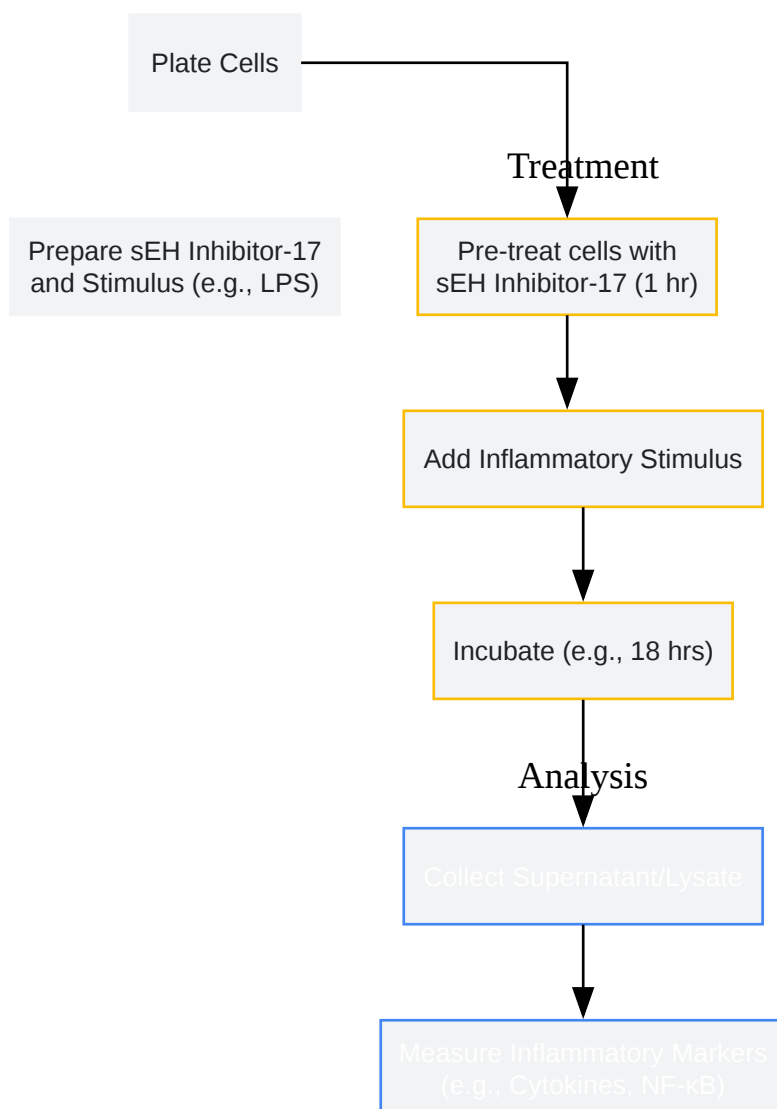 Plate Cells
Treatment
Prepare sEH Inhibitor-17
and Stimulus (e.g., LPS)
Pre-treat cells with
sEH Inhibitor-17 (1 hr)
Add Inflammatory Stimulus
Incubate (e.g., 18 hrs)
Analysis
Collect Supernatant/Lysate
Measure Inflammatory Markers
(e.g., Cytokines, NF-κB)